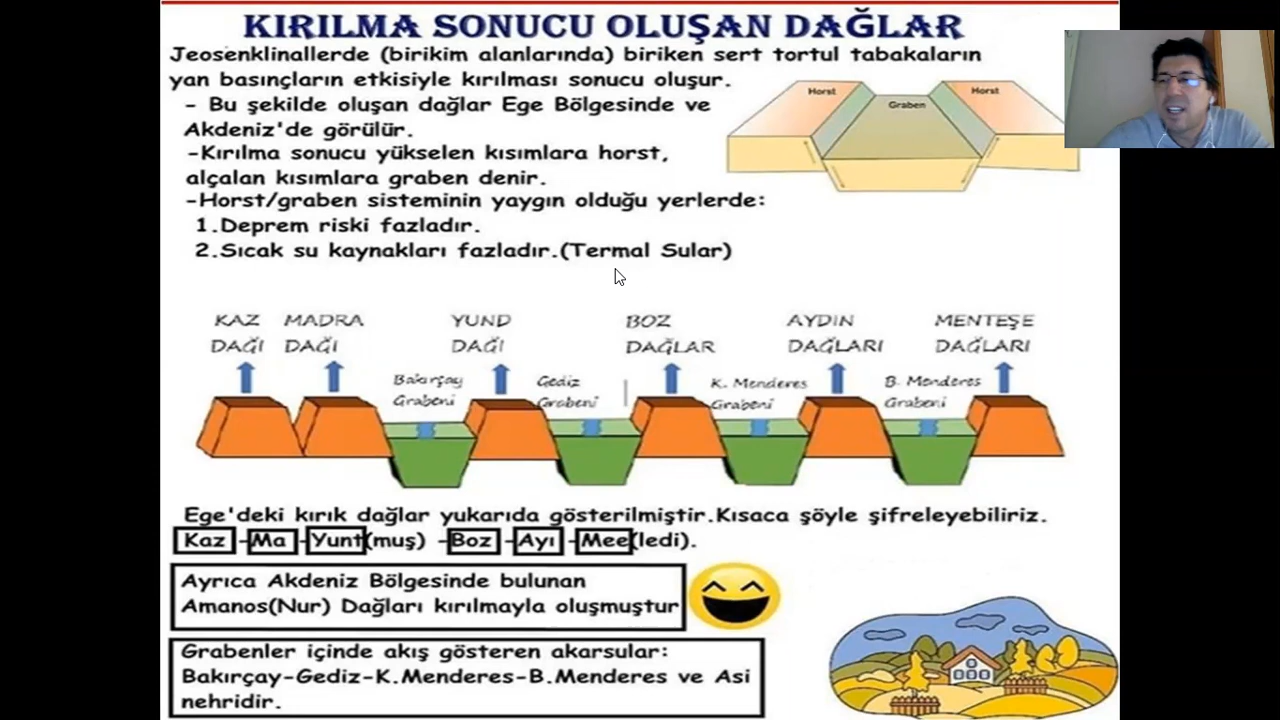 KIRILMA SONUCU OLUŞAN DAĞLAR
Jeosenklinallerde (birikim alanlarında) biriken sert tortul tabakaların
yan basınçların etkisiyle kırılması sonucu oluşur.
- Bu şekilde oluşan dağlar Ege Bölgesinde ve
Akdeniz'de görülür.
-Kırılma sonucu yükselen kısımlara horst,
alçalan kısımlara graben denir.
-Horst/graben sisteminin yaygın olduğu yerlerde:
1.Deprem riski fazladır.
2.Sıcak su kaynakları fazladır.(Termal Sular)
Horst
Graben
Horst
KAZ DAĞI
MADRA DAĞI
YUND DAĞI
BOZ DAĞLAR
AYDIN DAĞLARI
MENTEŞE DAĞLARI
Bakırçay Grabeni
Gediz Grabeni
K. Menderes Grabeni
B. Menderes Grabeni
Ege'deki kırık dağlar yukarıda gösterilmiştir.Kısaca şöyle şifreleyebiliriz.
Kaz -Ma -Yunt(muş) -Boz -Ayı -Mee(ledi).
Ayrıca Akdeniz Bölgesinde bulunan
Amanos(Nur) Dağları kırılmayla oluşmuştur
Grabenler içinde akış gösteren akarsular:
Bakırçay-Gediz-K.Menderes-B.Menderes ve Asi
nehridir.